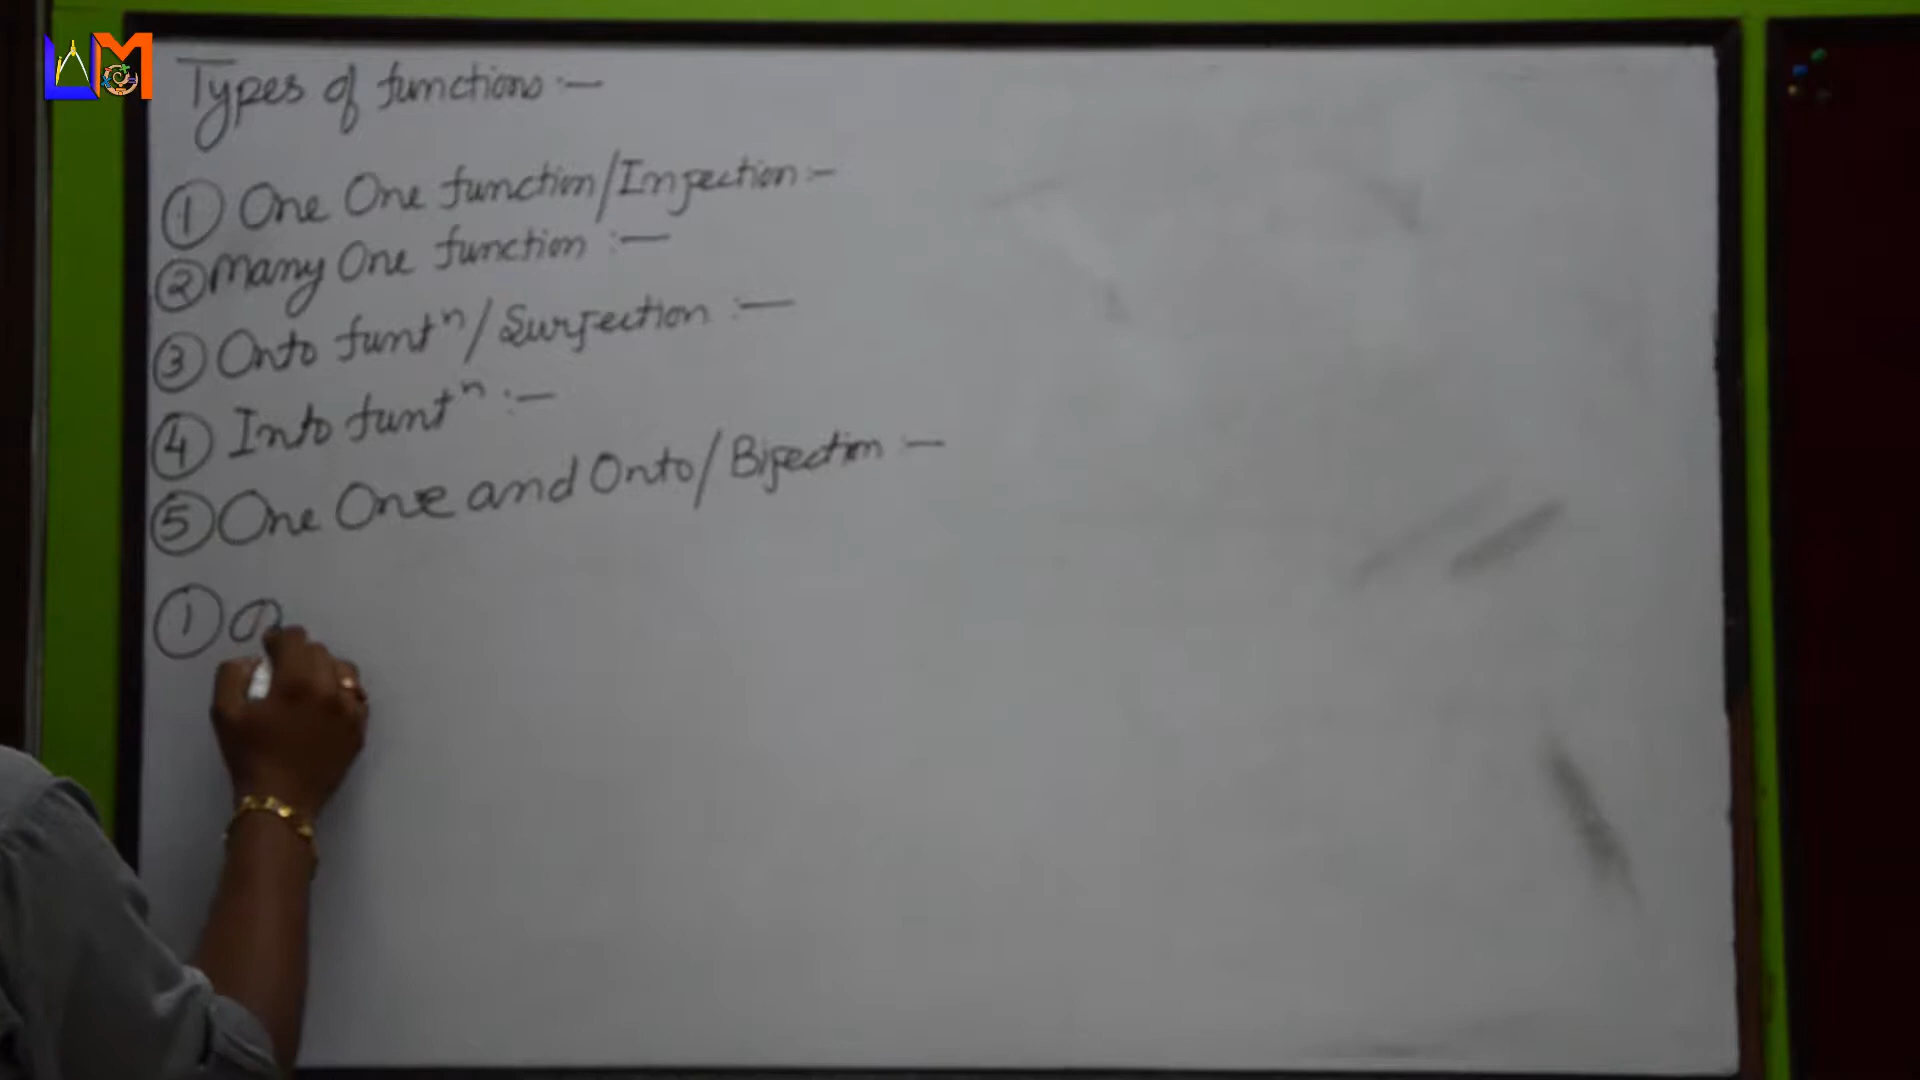 LM
Types of functions :-
① One One function/Injection :-
② Many One function :-
③ Onto funtⁿ/Surjection :-
④ Into funtⁿ :-
⑤ One One and Onto/Bijection :-
① O